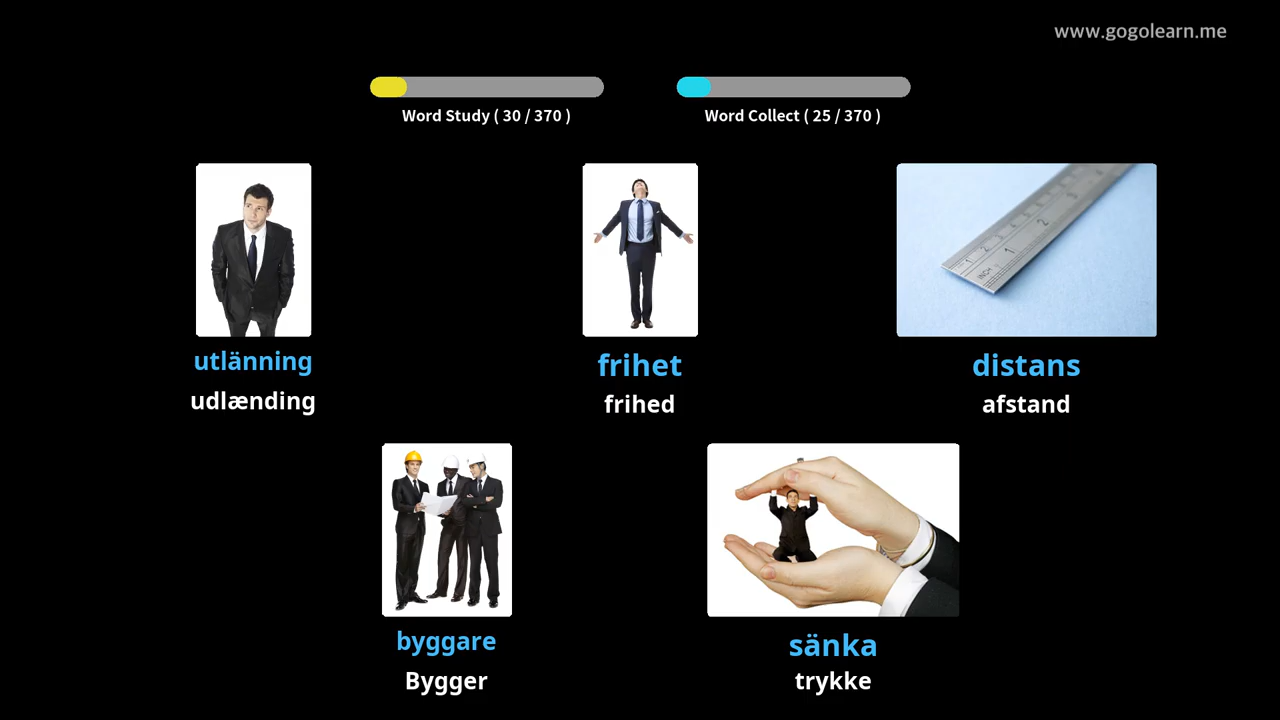 www.gogolearn.me
Word Study ( 30 / 370 )
Word Collect ( 25 / 370 )
utlänning
udlænding
frihet
frihed
distans
afstand
byggare
Bygger
sänka
trykke